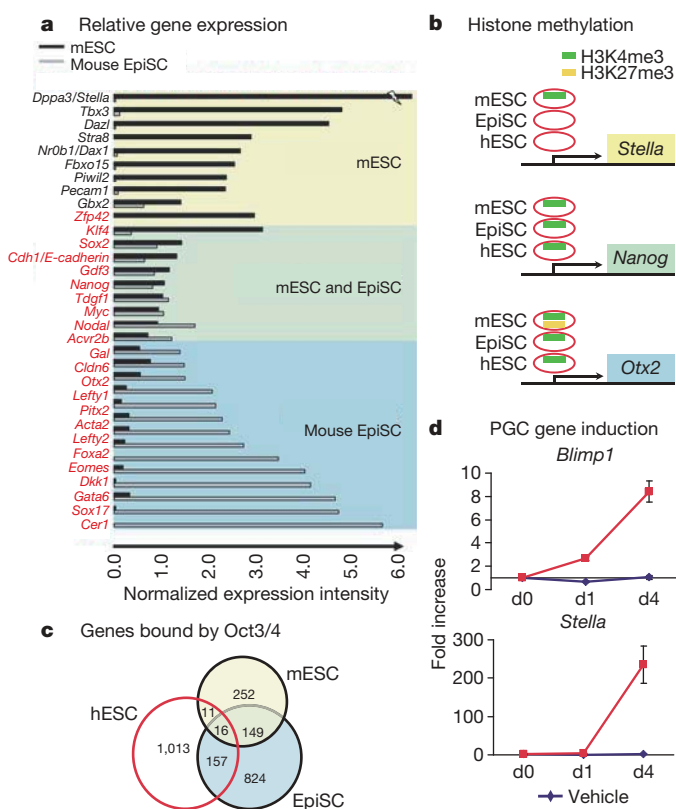 a Relative gene expression
mESC
Mouse EpiSC
Dppa3/Stella
Tbx3
Dazl
Stra8
Nr0b1/Dax1
Fbxo15
Piwil2
Pecam1
Gbx2
Zfp42
Klf4
Sox2
Cdh1/E-cadherin
Gdf3
Nanog
Tdgf1
Myc
Nodal
Acvr2b
Gal
Cldn6
Otx2
Lefty1
Pitx2
Acta2
Lefty2
Foxa2
Eomes
Dkk1
Gata6
Sox17
Cer1
mESC
mESC and EpiSC
Mouse EpiSC
0.0 1.0 2.0 3.0 4.0 5.0 6.0
Normalized expression intensity
b Histone methylation
H3K4me3
H3K27me3
mESC
EpiSC
hESC
Stella
mESC
EpiSC
hESC
Nanog
mESC
EpiSC
hESC
Otx2
c Genes bound by Oct3/4
mESC
hESC
252
11
16
149
1,013
157
824
EpiSC
d PGC gene induction
Blimp1
10
8
6
4
2
1
0
d0 d1 d4
Fold increase
Stella
300
200
100
0
d0 d1 d4
Vehicle